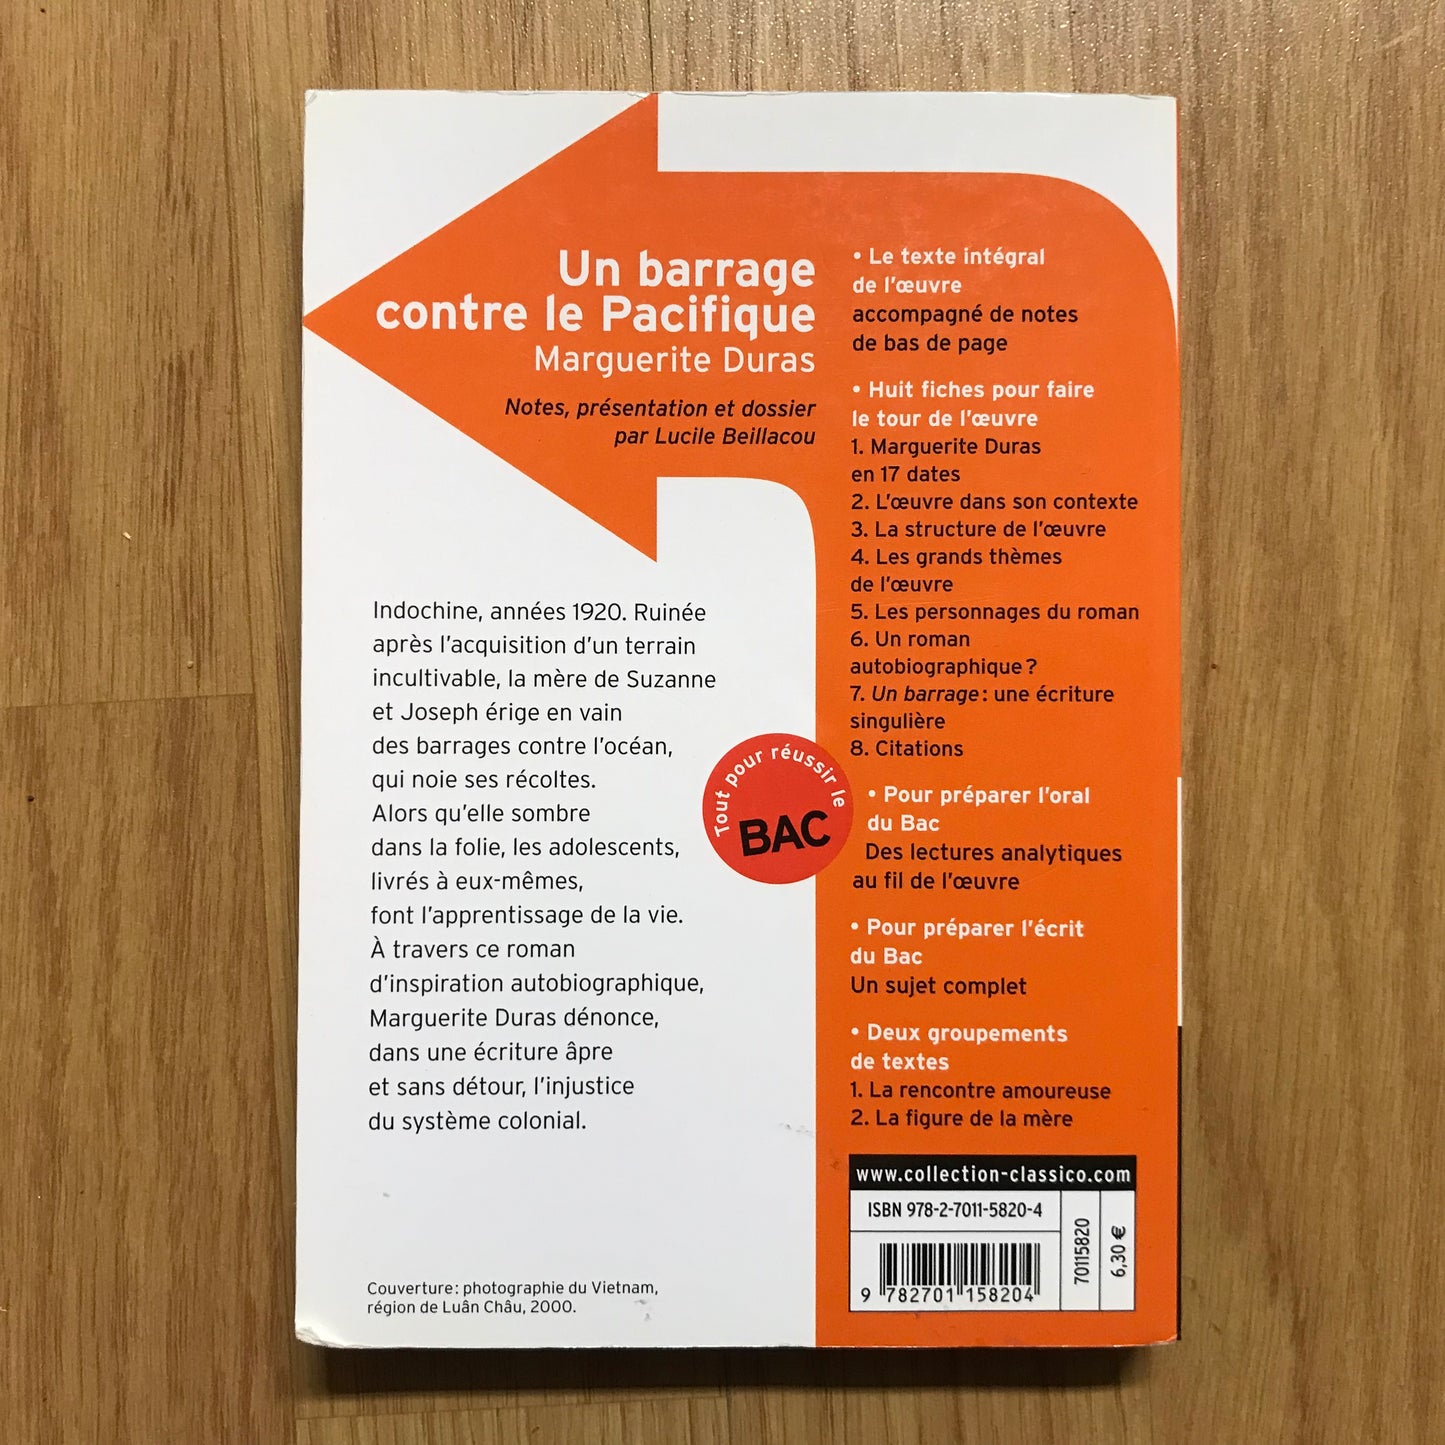 Un barrage
contre le Pacifique
Marguerite Duras
Notes, présentation et dossier
par Lucile Beillacou
Indochine, années 1920. Ruinée
après l'acquisition d'un terrain
incultivable, la mère de Suzanne
et Joseph érige en vain
des barrages contre l'océan,
qui noie ses récoltes.
Alors qu'elle sombre
dans la folie, les adolescents,
livrés à eux-mêmes,
font l'apprentissage de la vie.
À travers ce roman
d'inspiration autobiographique,
Marguerite Duras dénonce,
dans une écriture âpre
et sans détour, l'injustice
du système colonial.
Couverture : photographie du Vietnam,
région de Luân Châu, 2000.
Tout pour réussir le
BAC
• Le texte intégral
de l'œuvre
accompagné de notes
de bas de page
• Huit fiches pour faire
le tour de l'œuvre
1. Marguerite Duras
en 17 dates
2. L'œuvre dans son contexte
3. La structure de l'œuvre
4. Les grands thèmes
de l'œuvre
5. Les personnages du roman
6. Un roman
autobiographique ?
7. Un barrage : une écriture
singulière
8. Citations
• Pour préparer l'oral
du Bac
Des lectures analytiques
au fil de l'œuvre
• Pour préparer l'écrit
du Bac
Un sujet complet
• Deux groupements
de textes
1. La rencontre amoureuse
2. La figure de la mère
www.collection-classico.com
ISBN 978-2-7011-5820-4
9 782701 158204
70115820
6,30 €